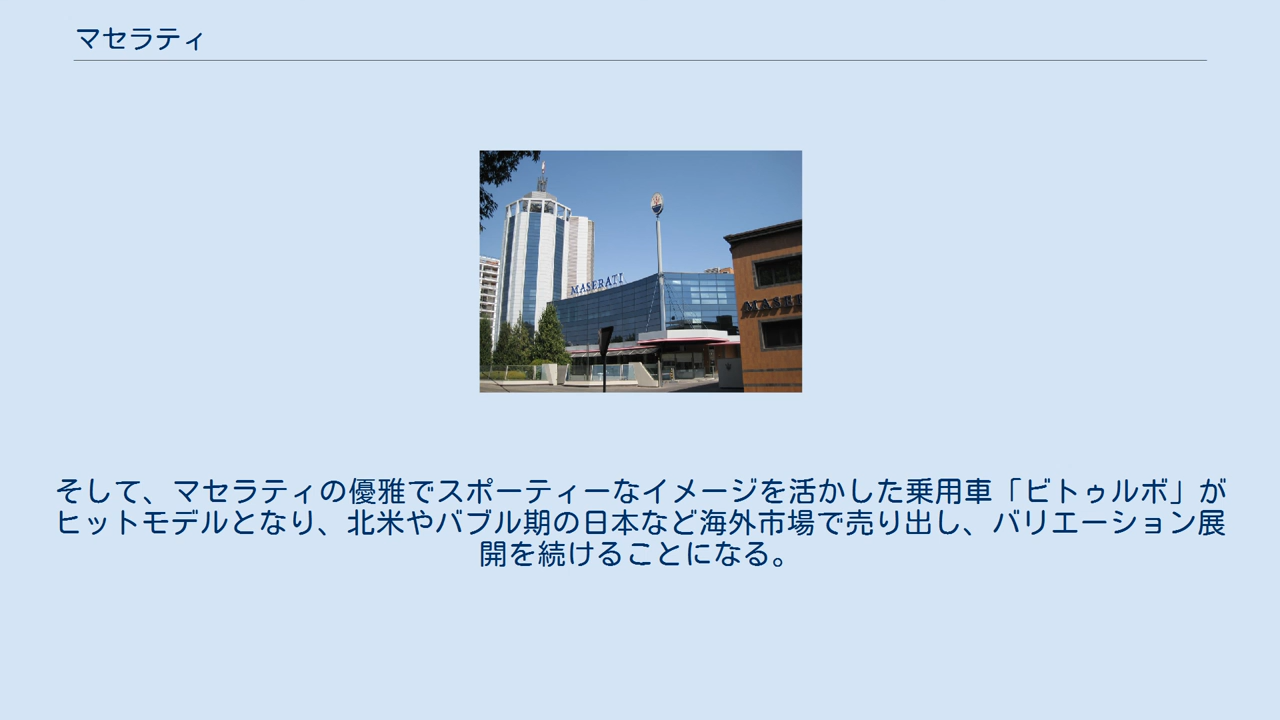 マセラティ
MASERATI
そして、マセラティの優雅でスポーティーなイメージを活かした乗用車「ビトゥルボ」が
ヒットモデルとなり、北米やバブル期の日本など海外市場で売り出し、バリエーション展
開を続けることになる。